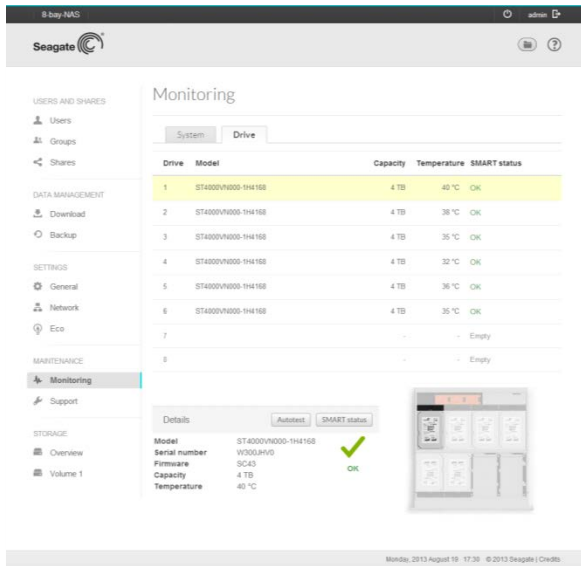 8-bay-NAS admin
Seagate
USERS AND SHARES
Users
Groups
Shares
DATA MANAGEMENT
Download
Backup
SETTINGS
General
Network
Eco
MAINTENANCE
Monitoring
Support
STORAGE
Overview
Volume 1
Monitoring
System Drive
Drive Model Capacity Temperature SMART status
1 ST4000VN000-1H4168 4 TB 40 °C OK
2 ST4000VN000-1H4168 4 TB 38 °C OK
3 ST4000VN000-1H4168 4 TB 35 °C OK
4 ST4000VN000-1H4168 4 TB 32 °C OK
5 ST4000VN000-1H4168 4 TB 36 °C OK
6 ST4000VN000-1H4168 4 TB 35 °C OK
7 - - Empty
8 - - Empty
Details Autotest SMART status
Model ST4000VN000-1H4168
Serial number W300JHV0
Firmware SC43
Capacity 4 TB
Temperature 40 °C
OK
Monday, 2013 August 19 17:30 © 2013 Seagate | Credits